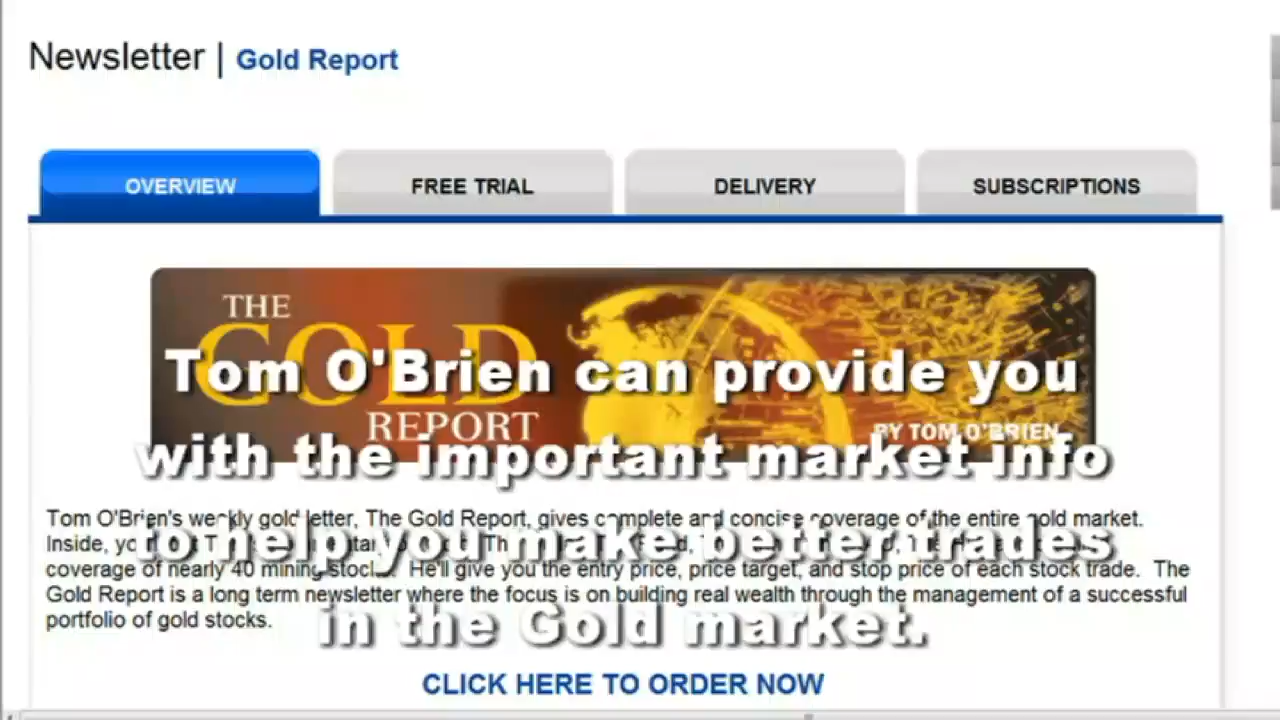 Newsletter | Gold Report
OVERVIEW
FREE TRIAL
DELIVERY
SUBSCRIPTIONS
THE
GOLD
REPORT
BY TOM O'BRIEN
Tom O'Brien can provide you
with the important market info
to help you make better trades
in the Gold market.
Tom O'Brien's weekly gold letter, The Gold Report, gives complete and concise coverage of the entire gold market.
Inside,
coverage of nearly 40 mining stocks. He'll give you the entry price, price target, and stop price of each stock trade. The
Gold Report is a long term newsletter where the focus is on building real wealth through the management of a successful
portfolio of gold stocks.
CLICK HERE TO ORDER NOW